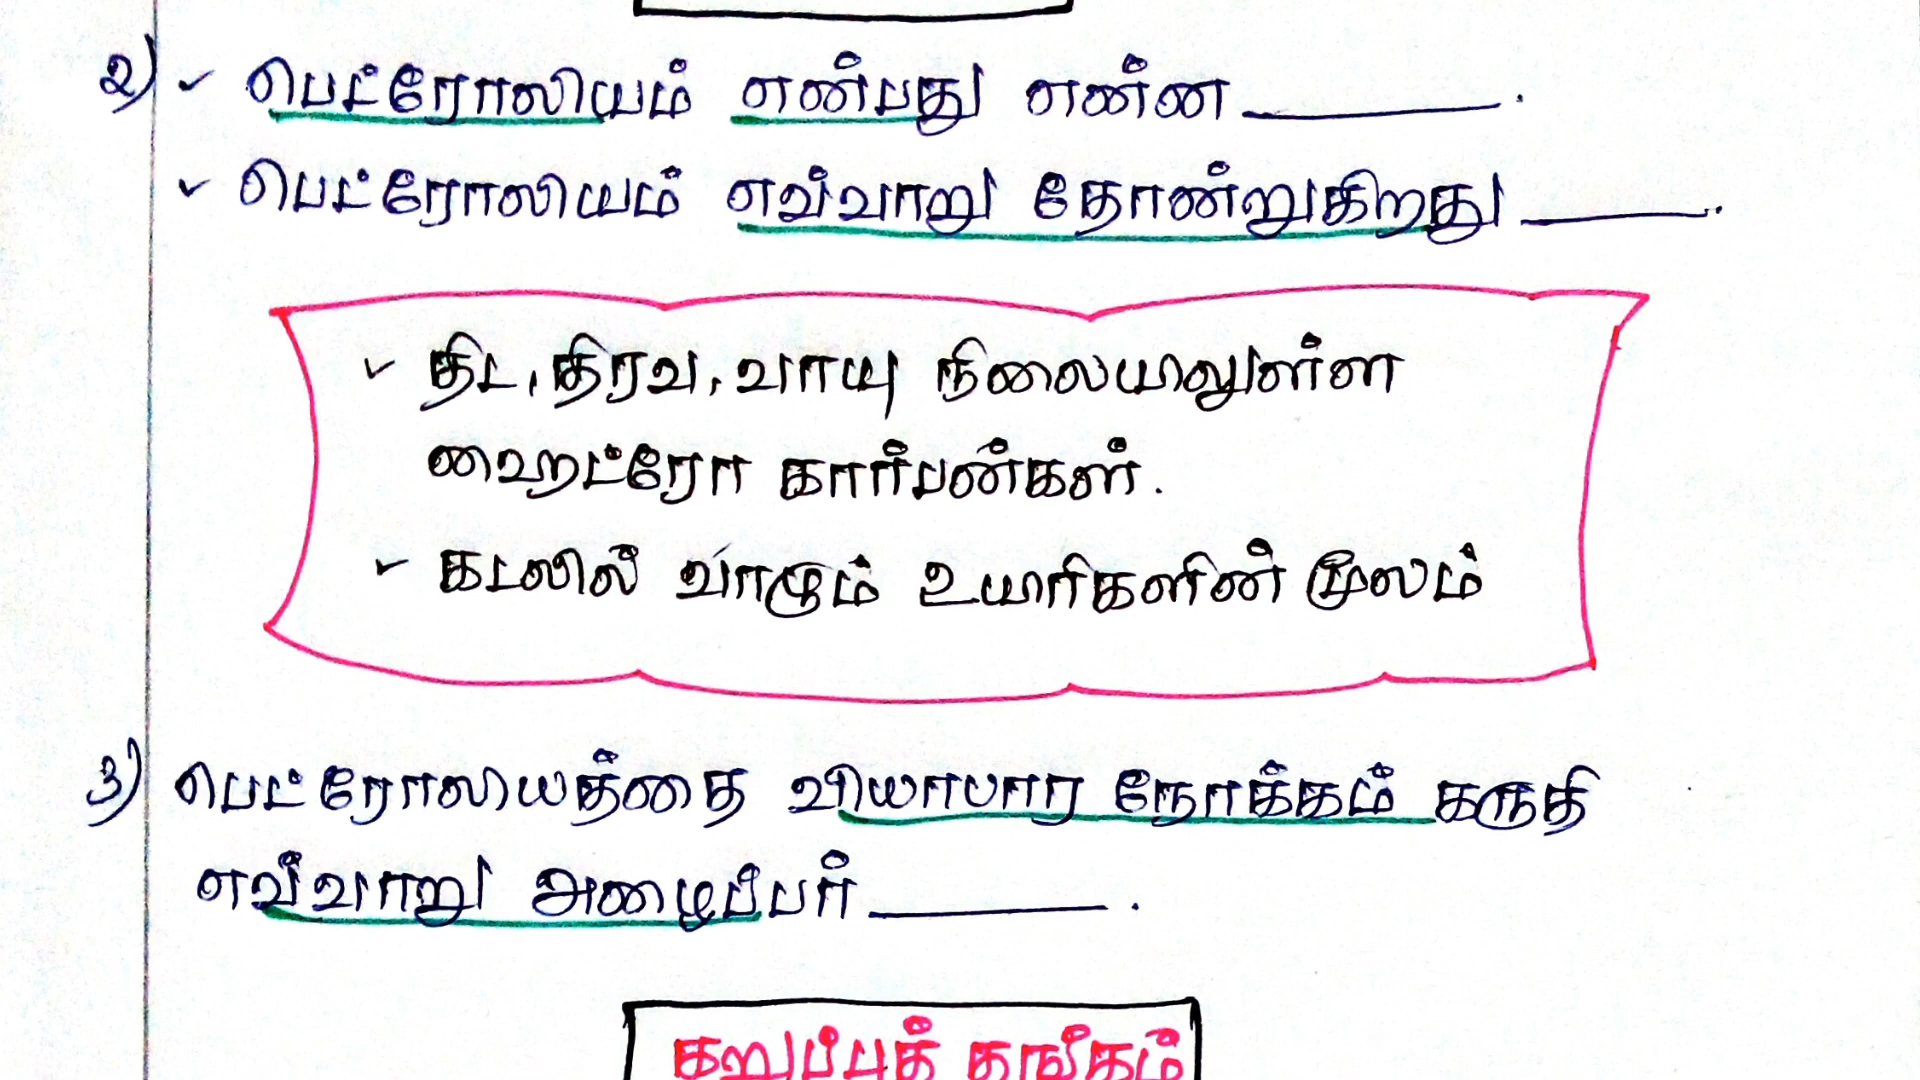 2) ✓ பெட்ரோலியம் என்பது என்ன ______.
✓ பெட்ரோலியம் எவ்வாறு தோன்றுகிறது ______.
✓ திட, திரவ, வாயு நிலையிலுள்ள
ஹைட்ரோ கார்பன்கள்.
✓ கடலில் வாழும் உயிரிகளின் மூலம்
3) பெட்ரோலியத்தை வியாபார நோக்கம் கருதி
எவ்வாறு அழைப்பர் ______.
கறுப்புத் தங்கம்